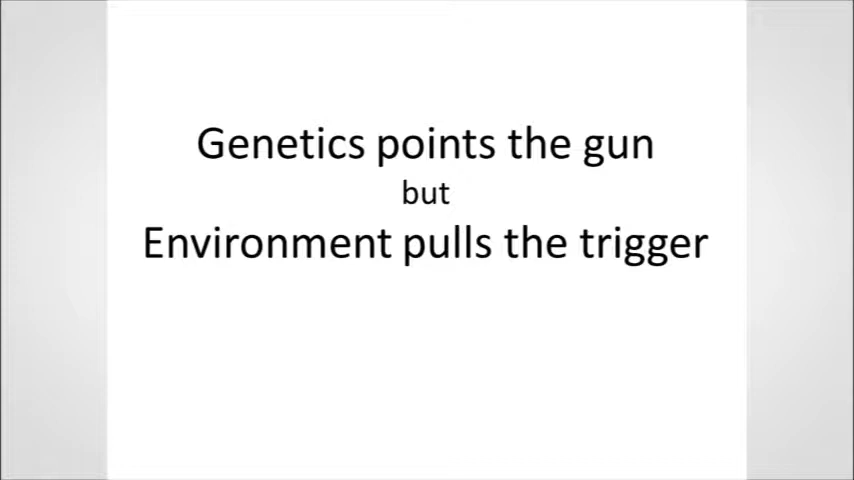 Genetics points the gun
but
Environment pulls the trigger